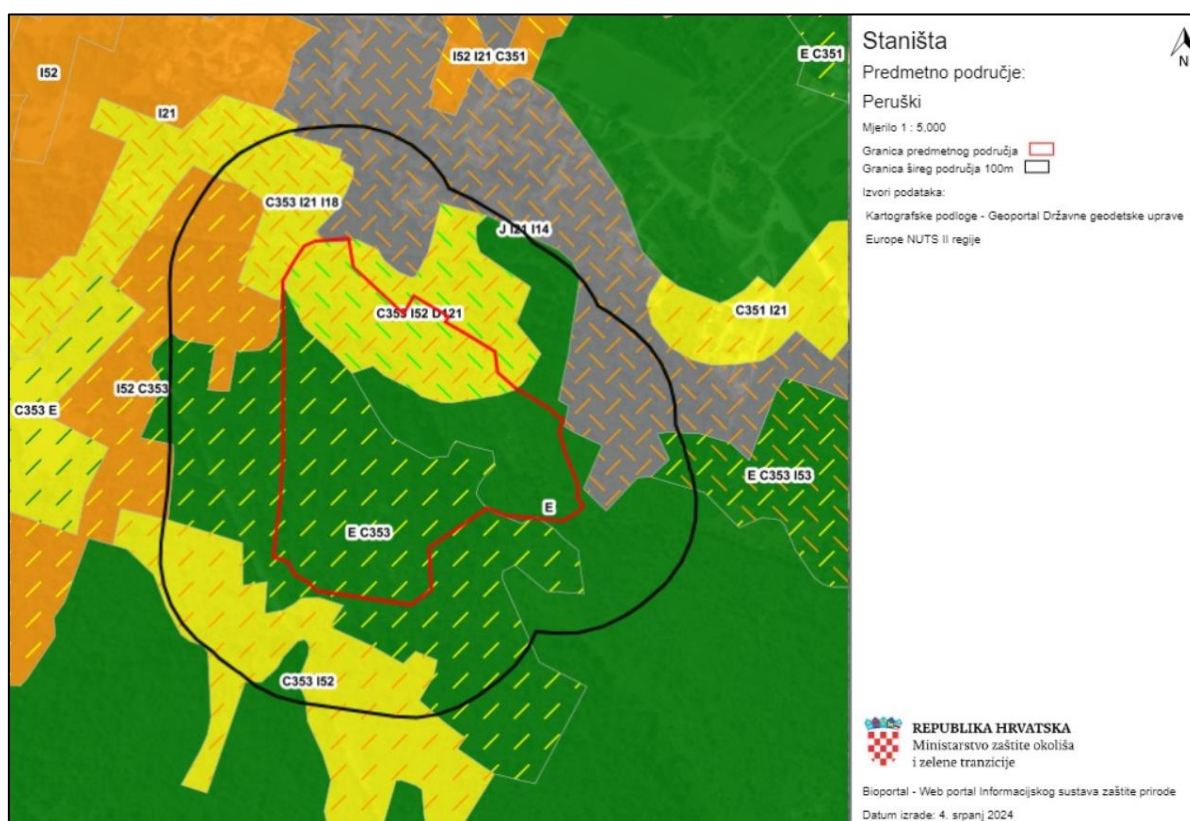 I52
I21
I52 I21 C351
E C351
C353 I21 I18
J I21 I14
C353 I52 D121
C351 I21
I52 C353
C353 E
E C353 I53
E
E C353
C353 I52
Staništa
N
Predmetno područje:
Peruški
Mjerilo 1 : 5,000
Granica predmetnog područja
Granica šireg područja 100m
Izvori podataka:
Kartografske podloge - Geoportal Državne geodetske uprave
Europe NUTS II regije
REPUBLIKA HRVATSKA
Ministarstvo zaštite okoliša
i zelene tranzicije
Bioportal - Web portal Informacijskog sustava zaštite prirode
Datum izrade: 4. srpanj 2024